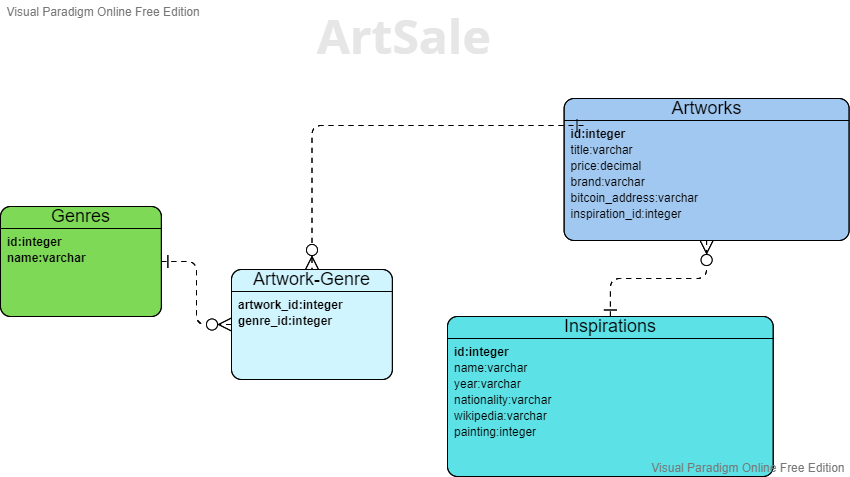 Visual Paradigm Online Free Edition
ArtSale
Artworks
id:integer
title:varchar
price:decimal
brand:varchar
bitcoin_address:varchar
inspiration_id:integer
Genres
id:integer
name:varchar
Artwork-Genre
artwork_id:integer
genre_id:integer
Inspirations
id:integer
name:varchar
year:varchar
nationality:varchar
wikipedia:varchar
painting:integer
Visual Paradigm Online Free Edition